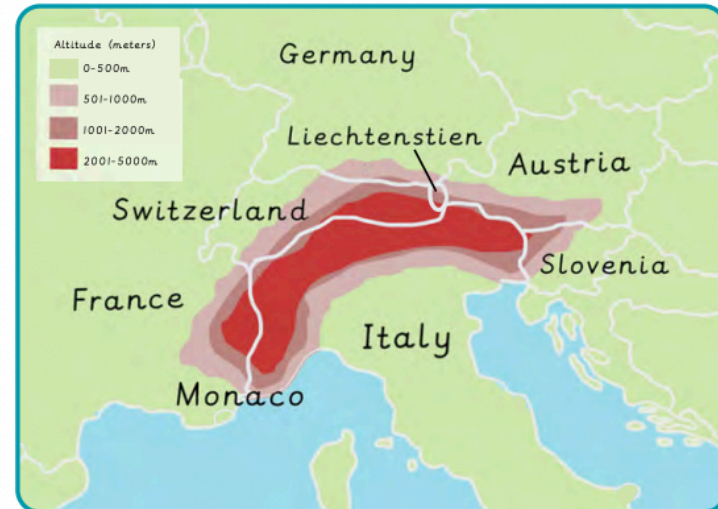 Altitude (meters)
0-500m
501-1000m
1001-2000m
2001-5000m
Germany
Liechtenstien
Austria
Switzerland
Slovenia
France
Italy
Monaco